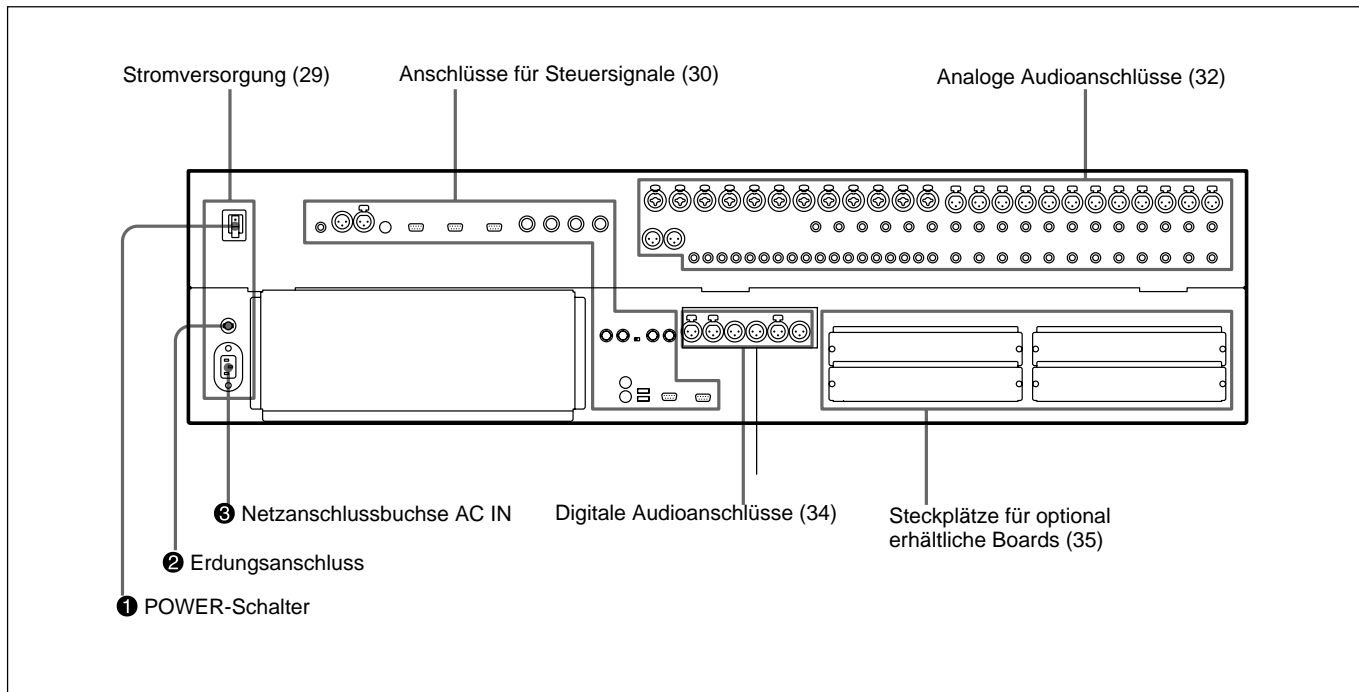 Stromversorgung (29)
Anschlüsse für Steuersignale (30)
Analoge Audioanschlüsse (32)
❸ Netzanschlussbuchse AC IN
Digitale Audioanschlüsse (34)
Steckplätze für optional
erhältliche Boards (35)
❷ Erdungsanschluss
❶ POWER-Schalter